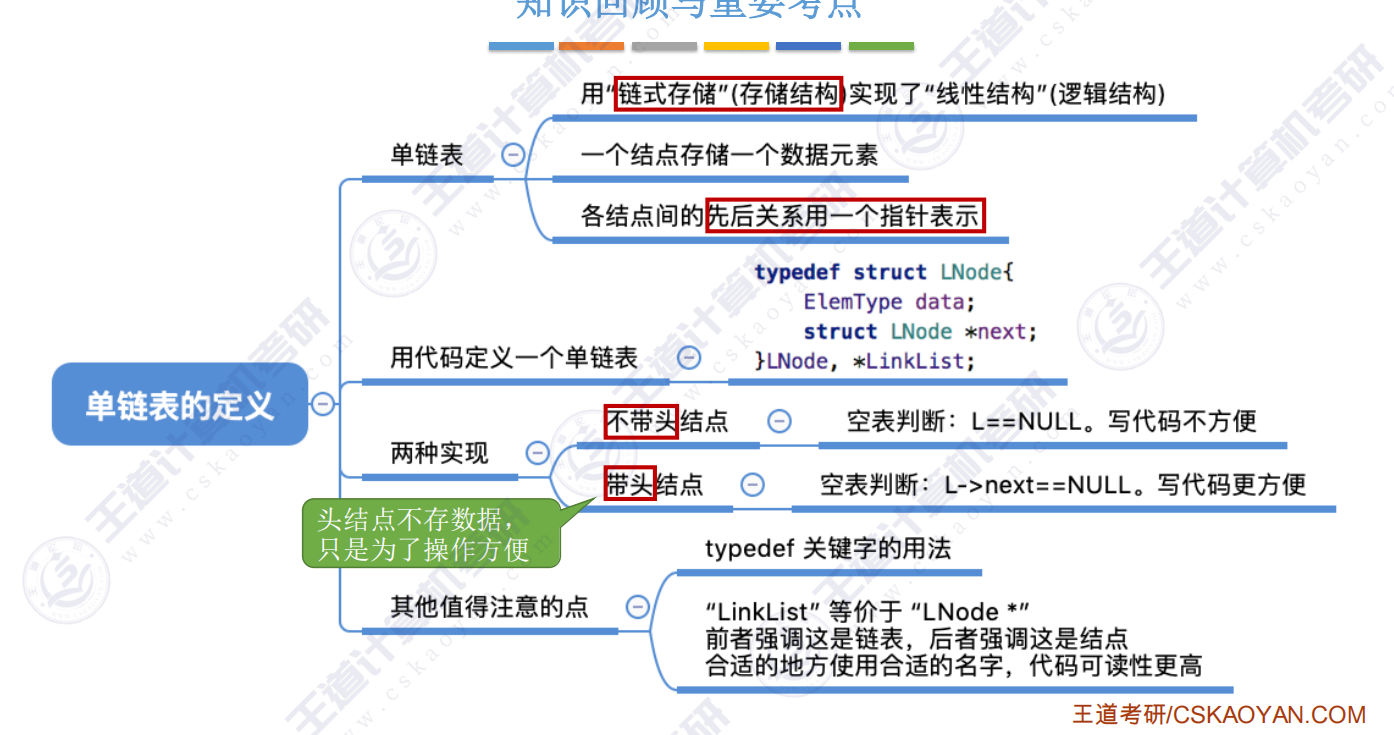 知识回顾与重要考点
用“链式存储”(存储结构)实现了“线性结构”(逻辑结构)
单链表
一个结点存储一个数据元素
各结点间的先后关系用一个指针表示
typedef struct LNode{
ElemType data;
struct LNode *next;
}LNode, *LinkList;
用代码定义一个单链表
单链表的定义
不带头结点
空表判断：L==NULL。写代码不方便
两种实现
带头结点
空表判断：L->next==NULL。写代码更方便
头结点不存数据，
只是为了操作方便
typedef 关键字的用法
其他值得注意的点
“LinkList” 等价于 “LNode *”
前者强调这是链表，后者强调这是结点
合适的地方使用合适的名字，代码可读性更高
王道考研/CSKAOYAN.COM
王道计算机考研
www.cskaoyan.com